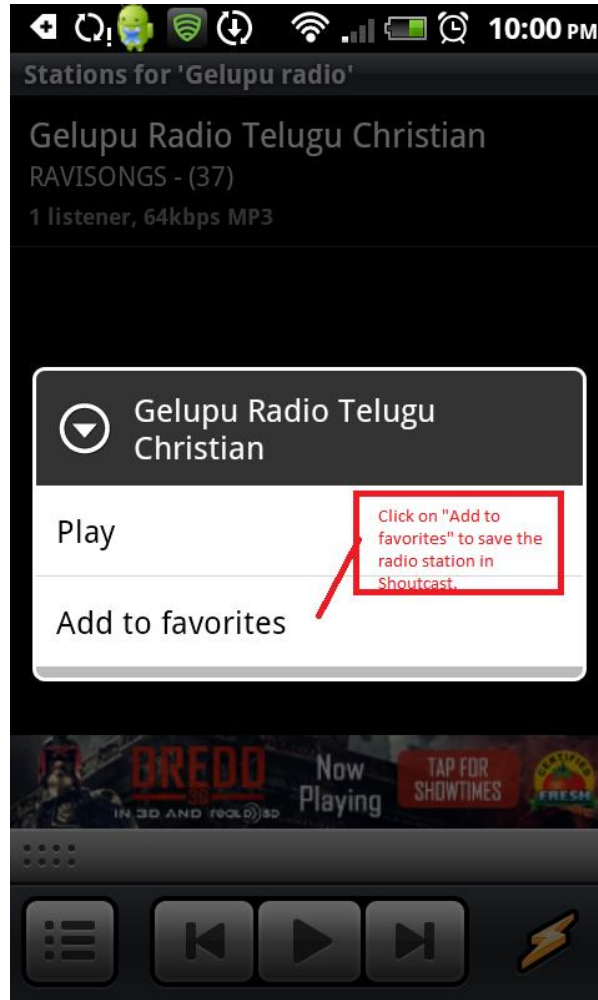 10:00 PM
Stations for 'Gelupu radio'
Gelupu Radio Telugu Christian
RAVISONGS - (37)
1 listener, 64kbps MP3
Gelupu Radio Telugu
Christian
Play
Click on "Add to
favorites" to save the
radio station in
Shoutcast.
Add to favorites
DREDD
3D
IN 3D AND REALD 3D
Now
Playing
TAP FOR
SHOWTIMES
CERTIFIED
FRESH